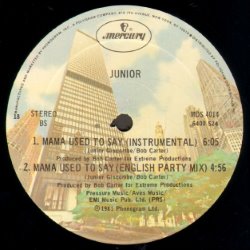 mercury
JUNIOR
STEREO
BS
MDS 4014
6400 524
1. MAMA USED TO SAY (INSTRUMENTAL) 6:05
(Junior Giscombe/Bob Carter)
Produced by Bob Carter for Extreme Productions
2. MAMA USED TO SAY (ENGLISH PARTY MIX) 4:56
(Junior Giscombe/Bob Carter)
Produced by Bob Carter for Extreme Productions
Pressure Music/Aves Music/
EMI Music Pub. Ltd. (PRS)
℗ 1981 Phonogram Ltd.